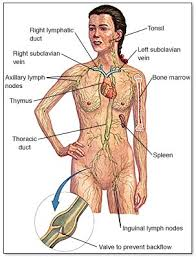 Right lymphatic
duct
Tonsil
Right subclavian
vein
Left subclavian
vein
Axillary lymph
nodes
Bone marrow
Thymus
Thoracic
duct
Spleen
Inguinal lymph nodes
Valve to prevent backflow